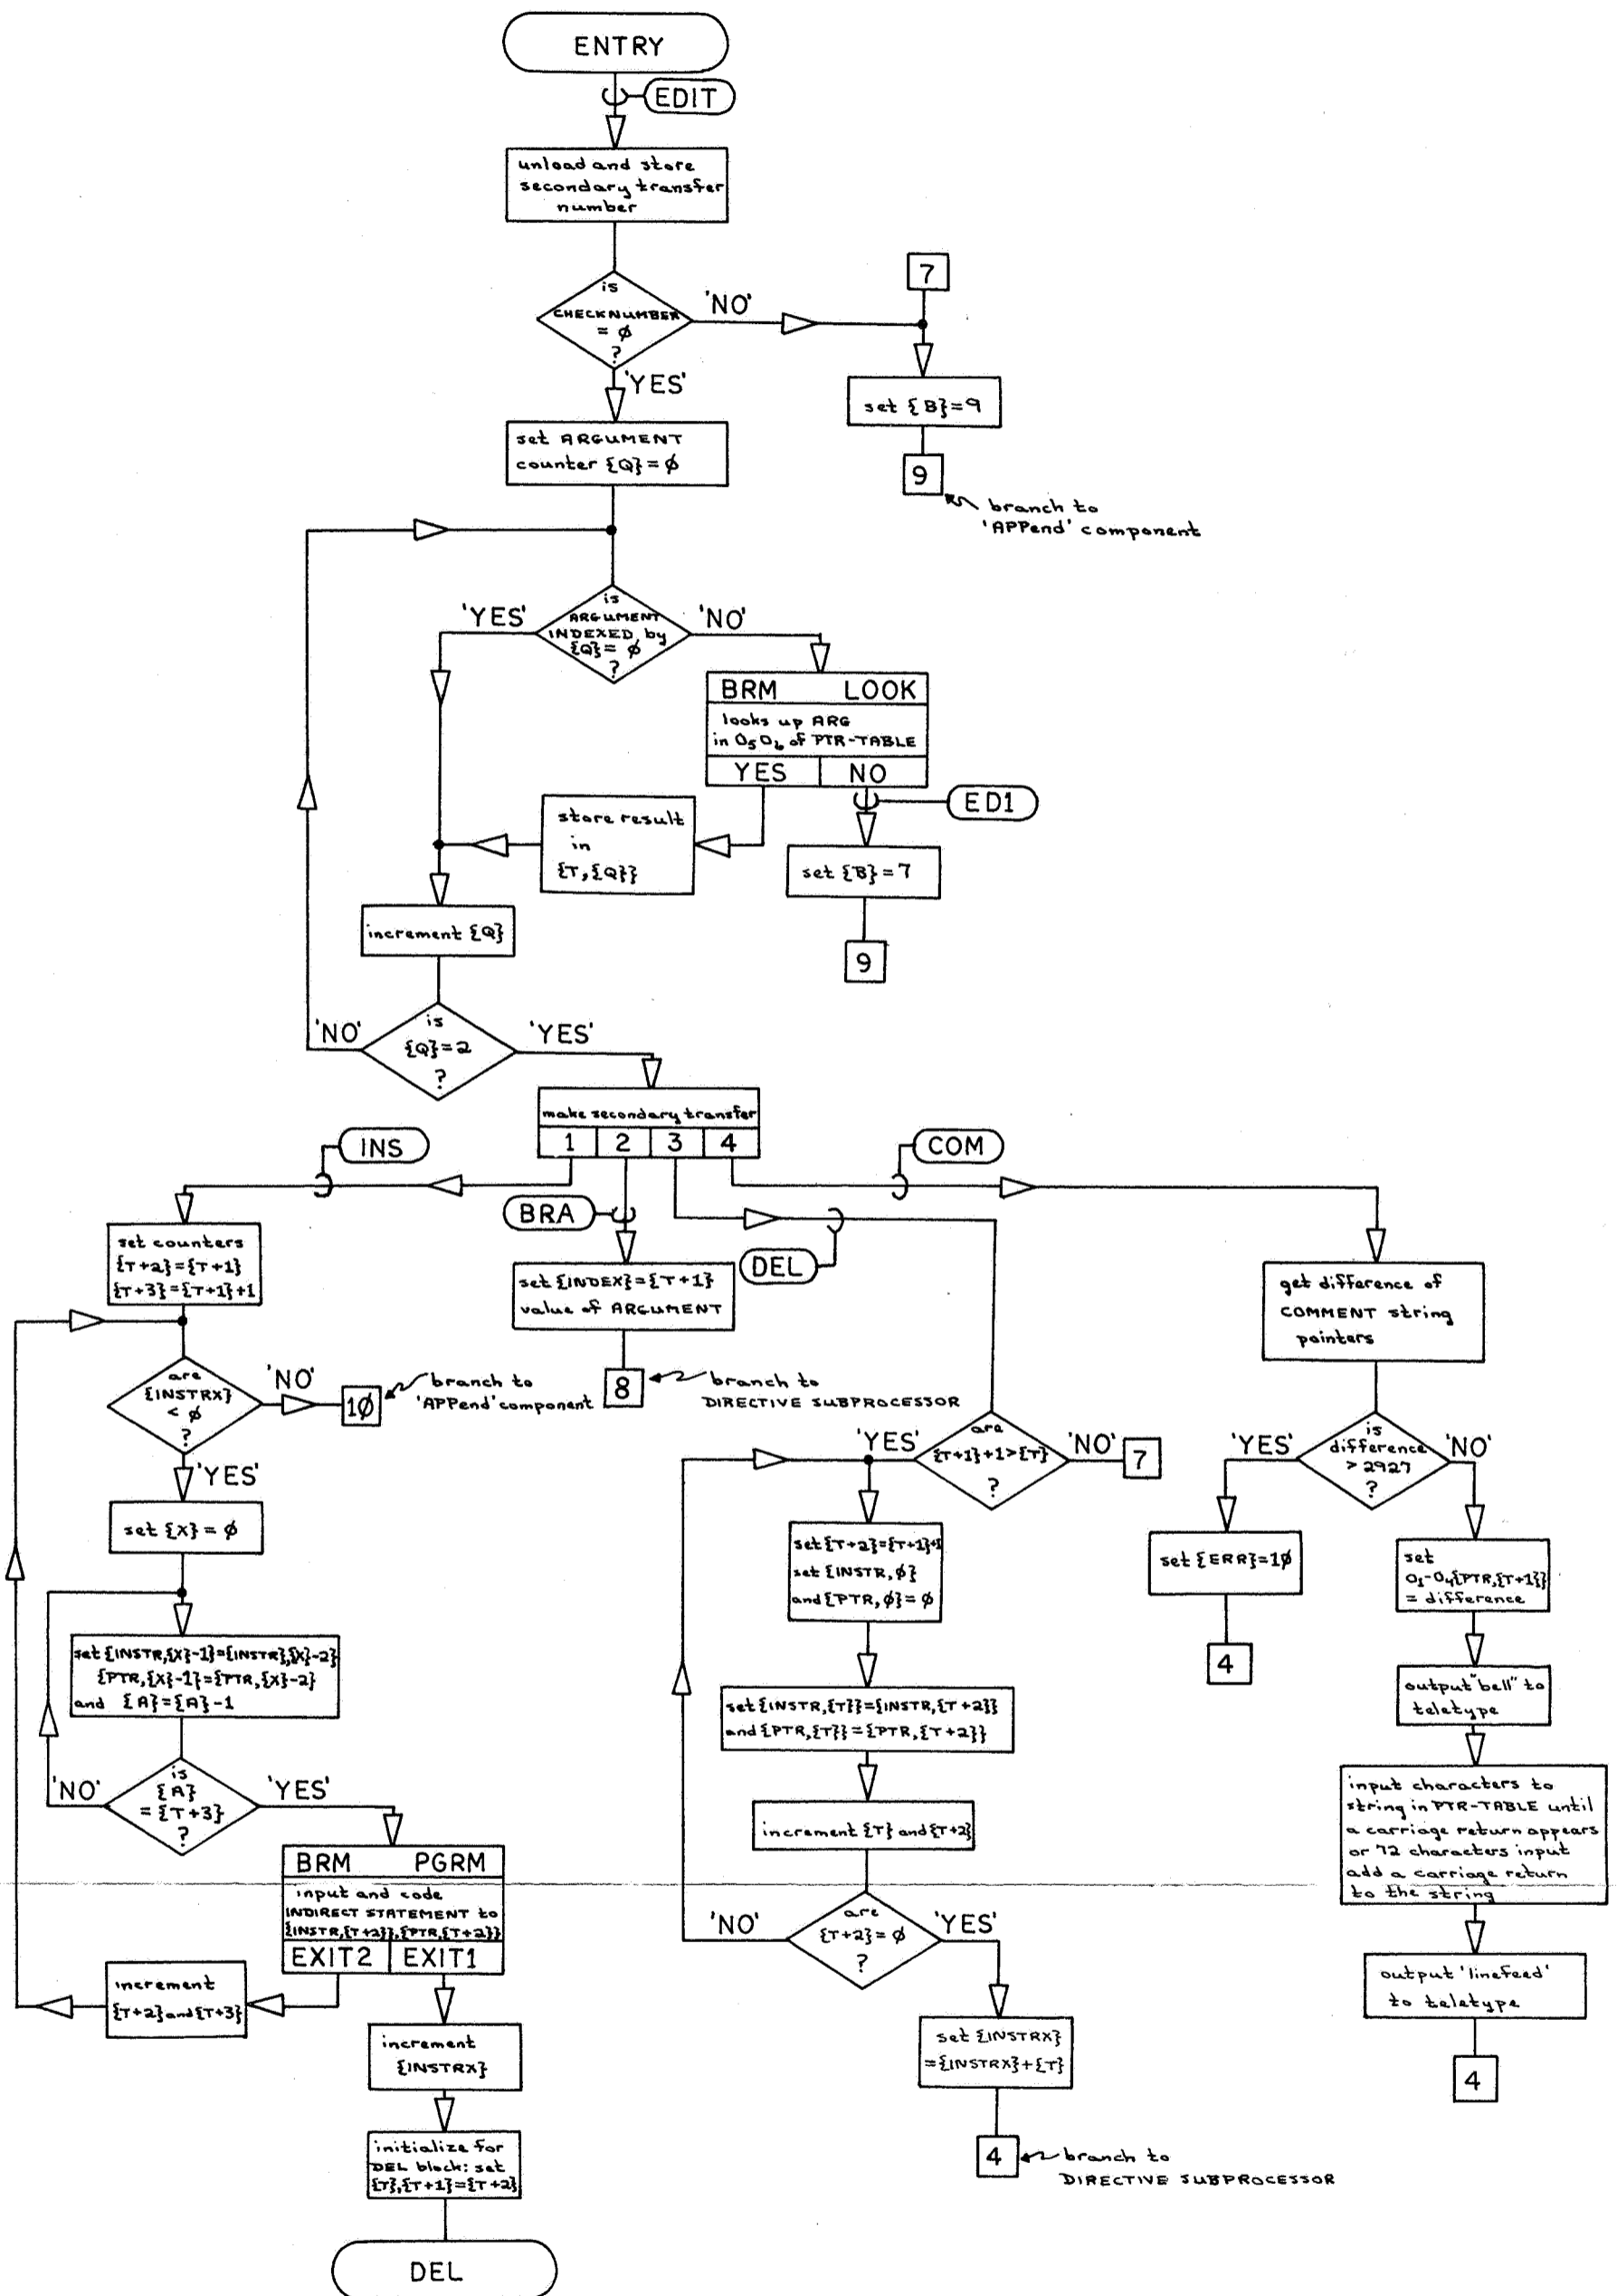 ENTRY
EDIT
unload and store
secondary transfer
number
is
CHECKNUMBER
= ø
?
'NO'
7
'YES'
set {B}=9
9
branch to
'APPend' component
set ARGUMENT
counter {Q}=ø
is
ARGUMENT
INDEXED by
{Q}= ø
?
'YES'
'NO'
BRM LOOK
looks up ARG
in O5O6 of PTR-TABLE
YES NO
ED1
store result
in
{T,{Q}}
set {B}=7
9
increment {Q}
is
{Q}=2
?
'NO'
'YES'
make secondary transfer
1 2 3 4
INS
COM
BRA
DEL
set counters
{T+2}={T+1}
{T+3}={T+1}+1
set {INDEX}={T+1}
value of ARGUMENT
8
branch to
DIRECTIVE SUBPROCESSOR
get difference of
COMMENT string
pointers
are
{INSTRX}
< ø
?
'NO'
1ø
branch to
'APPend' component
'YES'
set {X} = ø
set {INSTR,{X}-1}={INSTR},{X}-2}
{PTR,{X}-1}={PTR,{X}-2}
and {A}={A}-1
is
{A}
= {T+3}
?
'NO'
'YES'
BRM PGRM
input and code
INDIRECT STATEMENT to
{INSTR,{T+2}},{PTR,{T+2}}
EXIT2 EXIT1
increment
{T+2} and {T+3}
increment
{INSTRX}
initialize for
DEL block: set
{T},{T+1}={T+2}
DEL
are
{T+1}+1>{T}
?
'YES'
'NO'
7
set {T+2}={T+1}+1
set {INSTR,ø}
and {PTR,ø}= ø
set {INSTR,{T}}={INSTR,{T+2}}
and {PTR,{T}}={PTR,{T+2}}
increment {T} and {T+2}
are
{T+2}= ø
?
'NO'
'YES'
set {INSTRX}
={INSTRX}+{T}
4
branch to
DIRECTIVE SUBPROCESSOR
is
difference
> 2927
?
'YES'
'NO'
set {ERR}=1ø
4
set
O1-O4{PTR,{T+1}}
= difference
output "bell" to
teletype
input characters to
string in PTR-TABLE until
a carriage return appears
or 72 characters input
add a carriage return
to the string
output 'linefeed'
to teletype
4